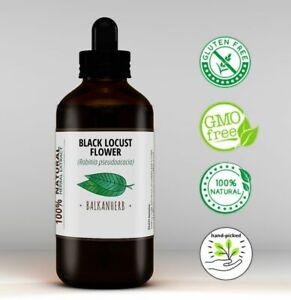 BLACK LOCUST
FLOWER
(Robinia pseudoacacia)
• BALKANHERB •
100% NATURAL
GLUTEN FREE
GMO
free
100%
NATURAL
hand-picked